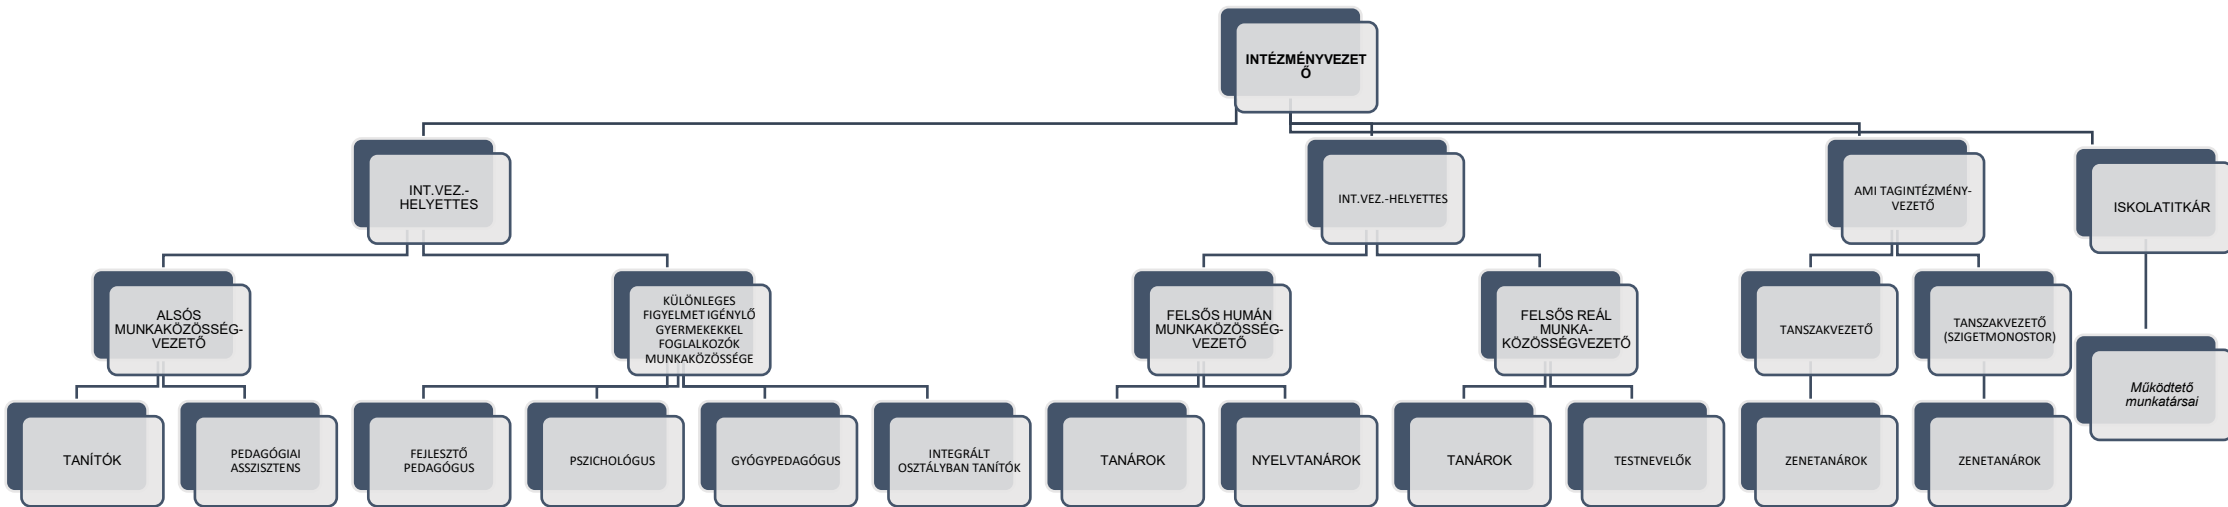 INTÉZMÉNYVEZET
Ő
INT.VEZ.-
HELYETTES
INT.VEZ.-HELYETTES
AMI TAGINTÉZMÉNY-
VEZETŐ
ISKOLATITKÁR
ALSÓS
MUNKAKÖZÖSSÉG-
VEZETŐ
KÜLÖNLEGES
FIGYELMET IGÉNYLŐ
GYERMEKEKKEL
FOGLALKOZÓK
MUNKAKÖZÖSSÉGE
FELSŐS HUMÁN
MUNKAKÖZÖSSÉG-
VEZETŐ
FELSŐS REÁL
MUNKA-
KÖZÖSSÉGVEZETŐ
TANSZAKVEZETŐ
TANSZAKVEZETŐ
(SZIGETMONOSTOR)
Működtető
munkatársai
TANÍTÓK
PEDAGÓGIAI
ASSZISZTENS
FEJLESZTŐ
PEDAGÓGUS
PSZICHOLÓGUS
GYÓGYPEDAGÓGUS
INTEGRÁLT
OSZTÁLYBAN TANÍTÓK
TANÁROK
NYELVTANÁROK
TANÁROK
TESTNEVELŐK
ZENETANÁROK
ZENETANÁROK